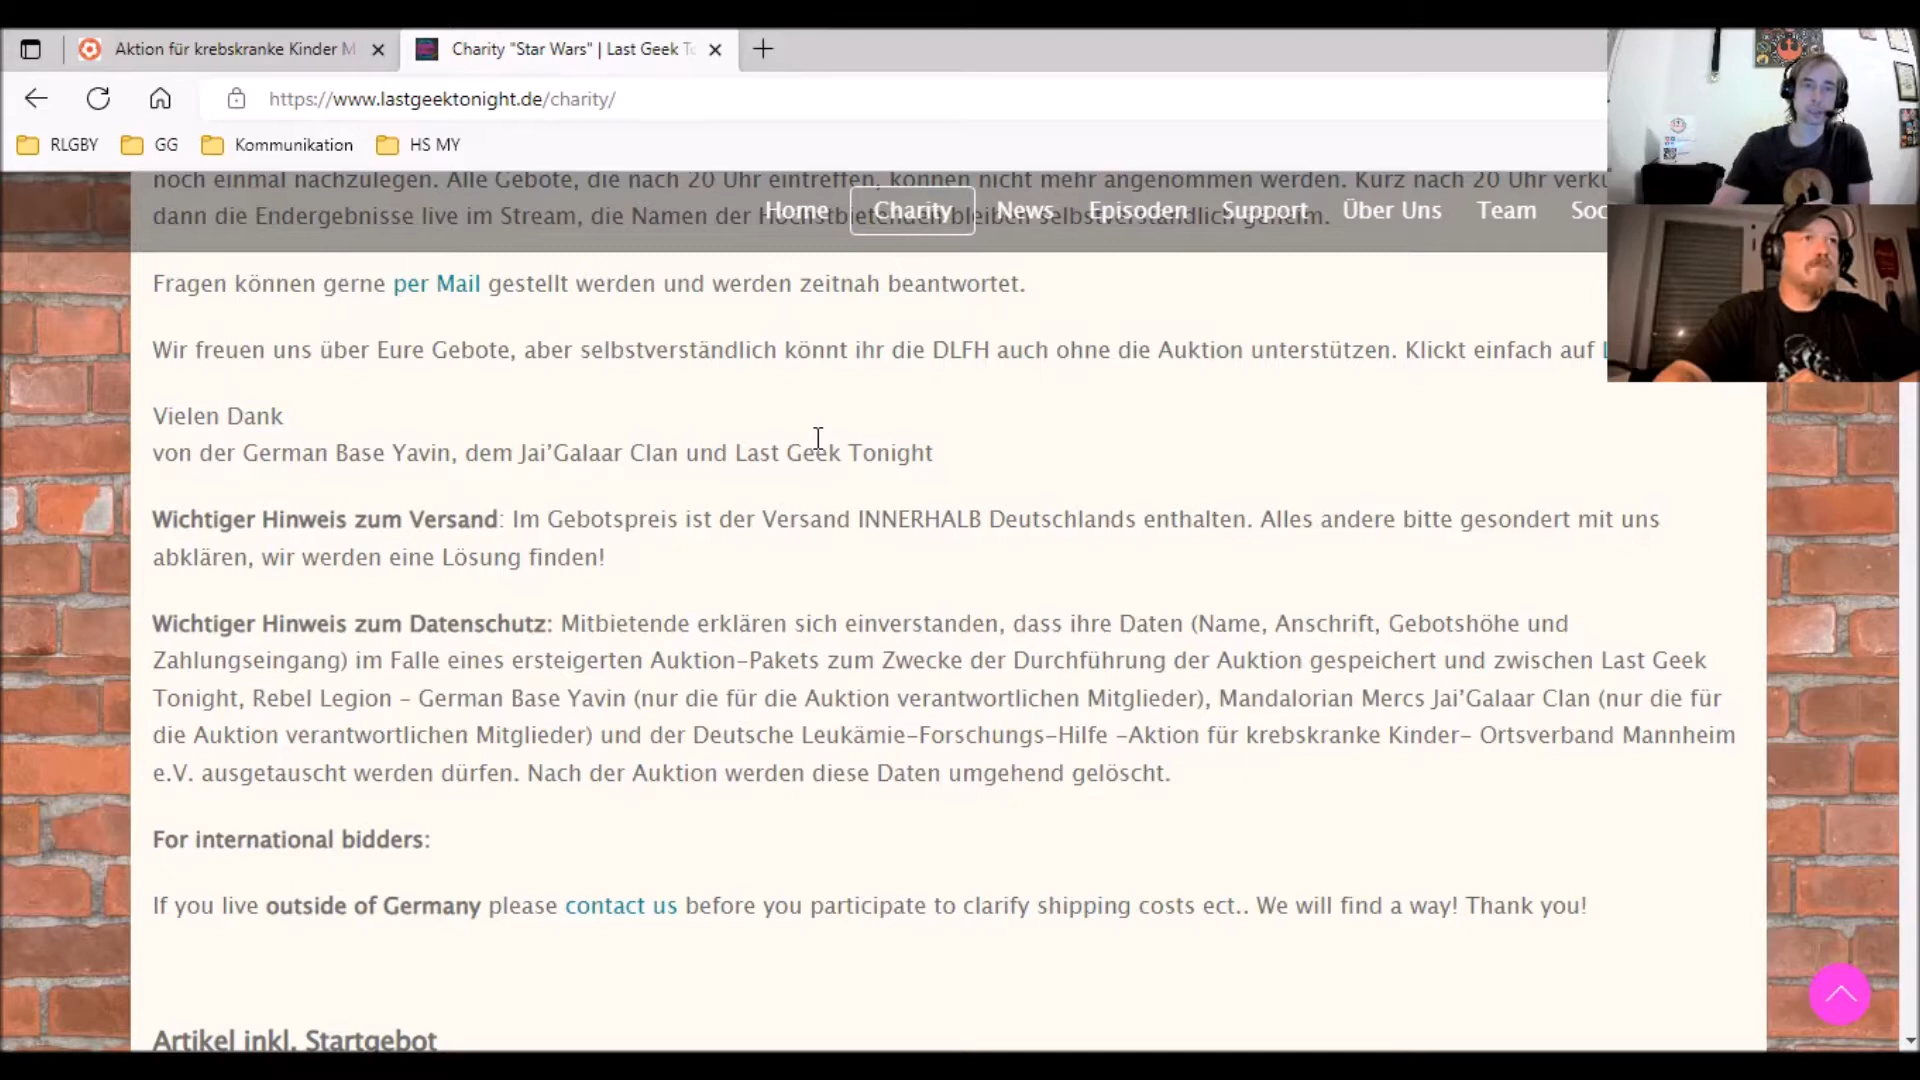 Aktion für krebskranke Kinder M
Charity "Star Wars" | Last Geek To
https://www.lastgeektonight.de/charity/
RLGBY
GG
Kommunikation
HS MY
noch einmal nachzulegen. Alle Gebote, die nach 20 Uhr eintreffen, können nicht mehr angenommen werden. Kurz nach 20 Uhr verkü
Home Charity News Episoden Support Über Uns Team Soc
dann die Endergebnisse live im Stream, die Namen der Höchstbietenden bleiben selbstverständlich geheim.
Fragen können gerne per Mail gestellt werden und werden zeitnah beantwortet.
Wir freuen uns über Eure Gebote, aber selbstverständlich könnt ihr die DLFH auch ohne die Auktion unterstützen. Klickt einfach auf
Vielen Dank
von der German Base Yavin, dem Jai’Galaar Clan und Last Geek Tonight
Wichtiger Hinweis zum Versand: Im Gebotspreis ist der Versand INNERHALB Deutschlands enthalten. Alles andere bitte gesondert mit uns
abklären, wir werden eine Lösung finden!
Wichtiger Hinweis zum Datenschutz: Mitbietende erklären sich einverstanden, dass ihre Daten (Name, Anschrift, Gebotshöhe und
Zahlungseingang) im Falle eines ersteigerten Auktion-Pakets zum Zwecke der Durchführung der Auktion gespeichert und zwischen Last Geek
Tonight, Rebel Legion – German Base Yavin (nur die für die Auktion verantwortlichen Mitglieder), Mandalorian Mercs Jai’Galaar Clan (nur die für
die Auktion verantwortlichen Mitglieder) und der Deutsche Leukämie-Forschungs-Hilfe -Aktion für krebskranke Kinder- Ortsverband Mannheim
e.V. ausgetauscht werden dürfen. Nach der Auktion werden diese Daten umgehend gelöscht.
For international bidders:
If you live outside of Germany please contact us before you participate to clarify shipping costs ect.. We will find a way! Thank you!
Artikel inkl. Startgebot